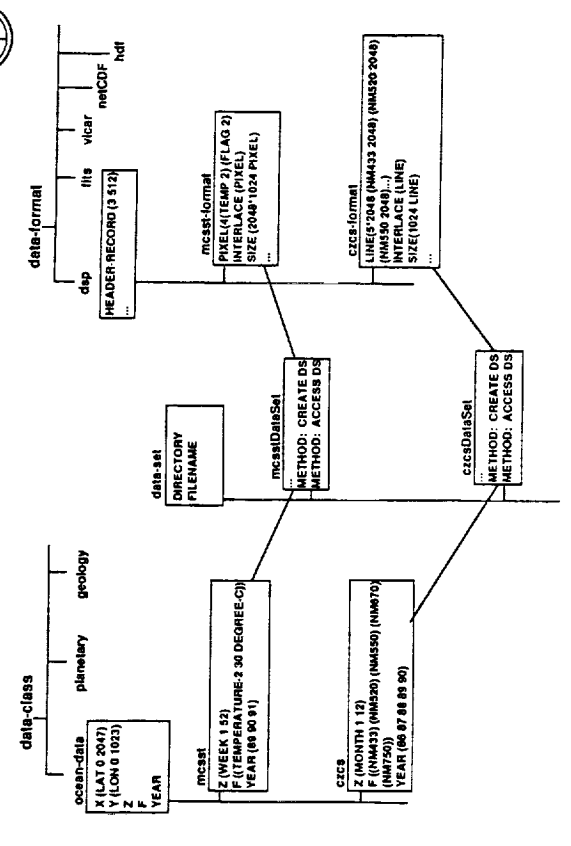 data-class
ocean-data
planetary
geology
X (LAT 0 2047)
Y (LON 0 1023)
Z
F
YEAR
mcsst
Z (WEEK 1 52)
F ((TEMPERATURE-2 30 DEGREE-C))
YEAR (89 90 91)
czcs
Z (MONTH 1 12)
F ((NM433) (NM520) (NM550) (NM670)
(NM750))
YEAR (86 87 88 89 90)
data-set
DIRECTORY
FILENAME
mcsstDataSet
...
METHOD: CREATE DS
METHOD: ACCESS DS
czcsDataSet
...
METHOD: CREATE DS
METHOD: ACCESS DS
data-format
dsp
fits
vicar
netCDF
hdf
HEADER-RECORD (3 512)
...
mcsst-format
PIXEL(4(TEMP 2) (FLAG 2)
INTERLACE (PIXEL)
SIZE (2048*1024 PIXEL)
...
czcs-format
LINE(5*2048 (NM433 2048) (NM520 2048)
(NM550 2048)...)
INTERLACE (LINE)
SIZE(1024 LINE)
...